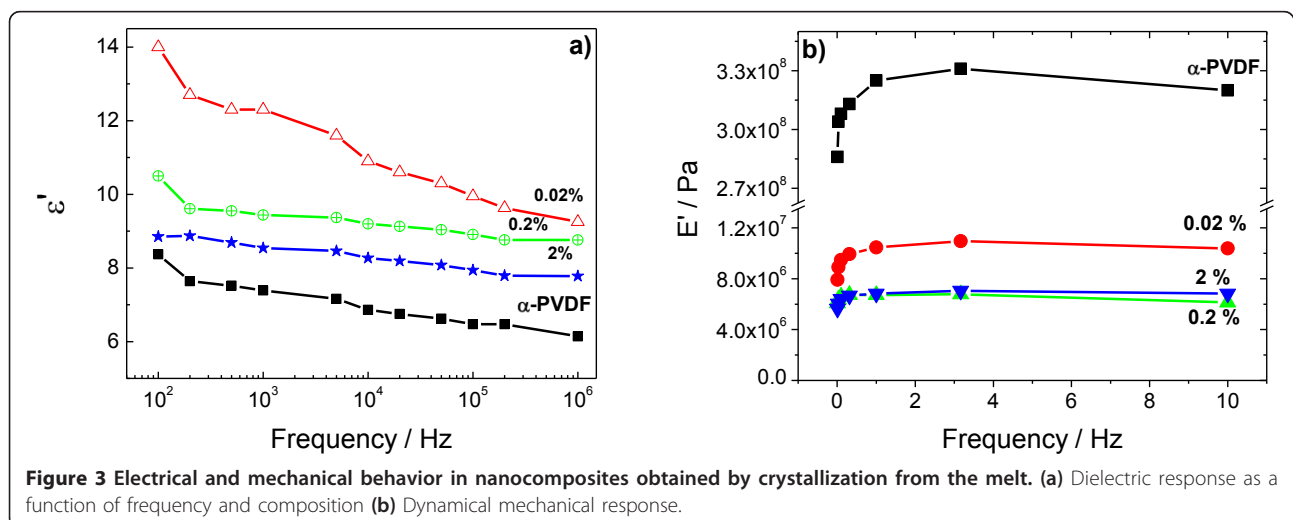 a)
14
12
10
8
6
ε'
0.02%
0.2%
2%
α-PVDF
10² 10³ 10⁴ 10⁵ 10⁶
Frequency / Hz
b)
α-PVDF
3.3x10⁸
3.0x10⁸
2.7x10⁸
1.2x10⁷
8.0x10⁶
4.0x10⁶
0.0
E' / Pa
0.02 %
2 %
0.2 %
0 2 4 6 8 10
Frequency / Hz
Figure 3 Electrical and mechanical behavior in nanocomposites obtained by crystallization from the melt. (a) Dielectric response as a
function of frequency and composition (b) Dynamical mechanical response.